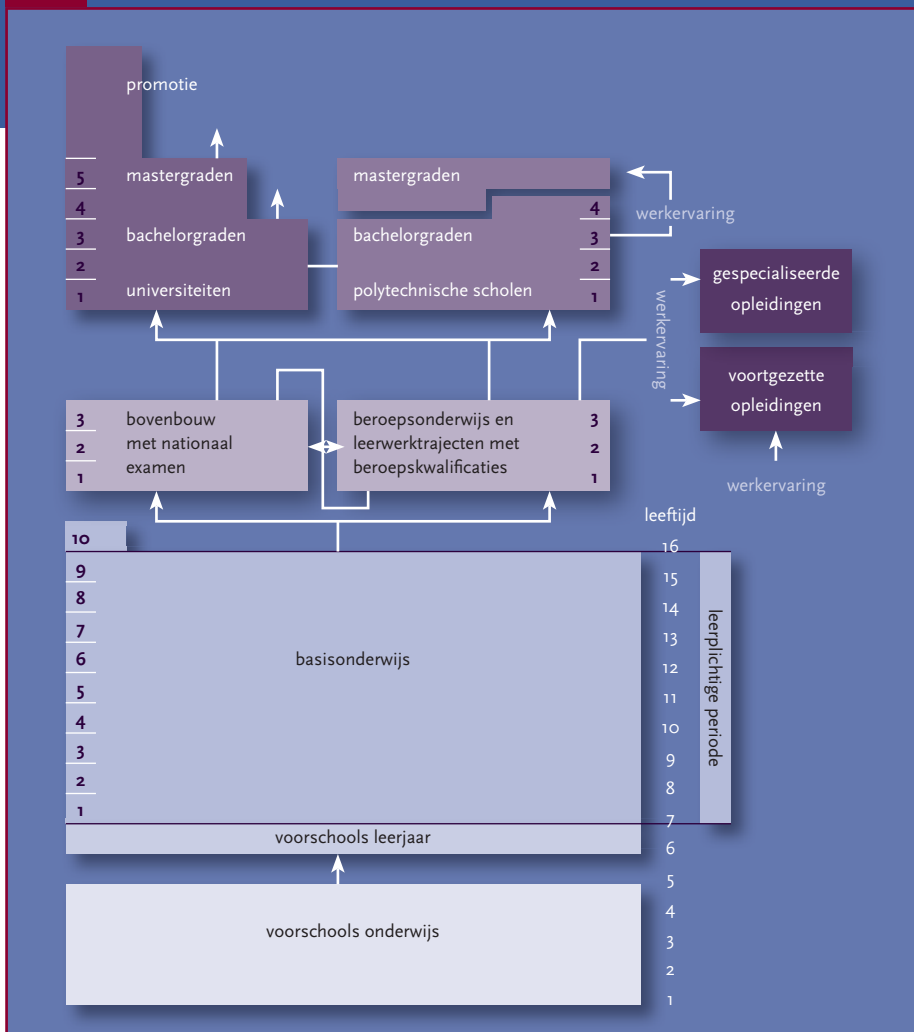 promotie
5 mastergraden
mastergraden
4
4
werkervaring
3 bachelorgraden
bachelorgraden 3
2
2
1 universiteiten
polytechnische scholen 1
gespecialiseerde
opleidingen
werkervaring
voortgezette
opleidingen
werkervaring
3 bovenbouw
2 met nationaal
1 examen
beroepsonderwijs en 3
leerwerktrajecten met 2
beroepskwalificaties 1
leeftijd
10
16
9
15
8
14
7
13
6
basisonderwijs
12
5
11
4
10
3
9
2
8
1
7
leerplichtige periode
voorschools leerjaar
6
5
4
voorschools onderwijs
3
2
1